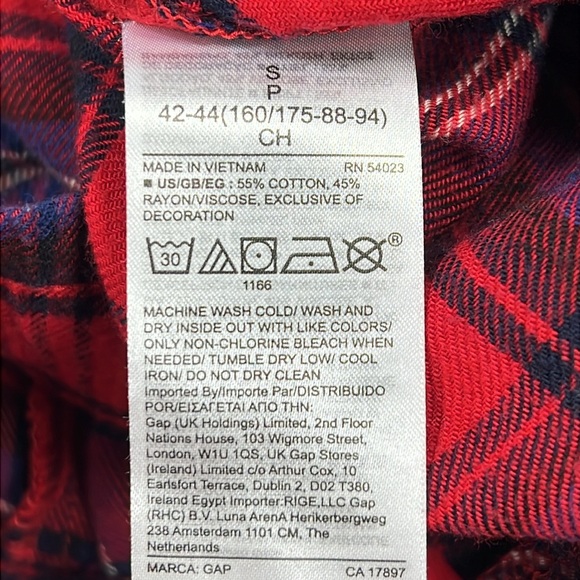 S
P
42-44(160/175-88-94)
CH
MADE IN VIETNAM RN 54023
■ US/GB/EG : 55% COTTON, 45%
RAYON/VISCOSE, EXCLUSIVE OF
DECORATION
30 ®
1166
MACHINE WASH COLD/ WASH AND
DRY INSIDE OUT WITH LIKE COLORS/
ONLY NON-CHLORINE BLEACH WHEN
NEEDED/ TUMBLE DRY LOW/ COOL
IRON/ DO NOT DRY CLEAN
Imported By/Importe Par/DISTRIBUIDO
POR/ΕΙΣΑΓΕΤΑΙ ΑΠΟ ΤΗΝ:
Gap (UK Holdings) Limited, 2nd Floor
Nations House, 103 Wigmore Street,
London, W1U 1QS, UK Gap Stores
(Ireland) Limited c/o Arthur Cox, 10
Earlsfort Terrace, Dublin 2, D02 T380,
Ireland Egypt Importer:RIGE,LLC Gap
(RHC) B.V. Luna ArenA Herikerbergweg
238 Amsterdam 1101 CM, The
Netherlands
MARCA: GAP CA 17897